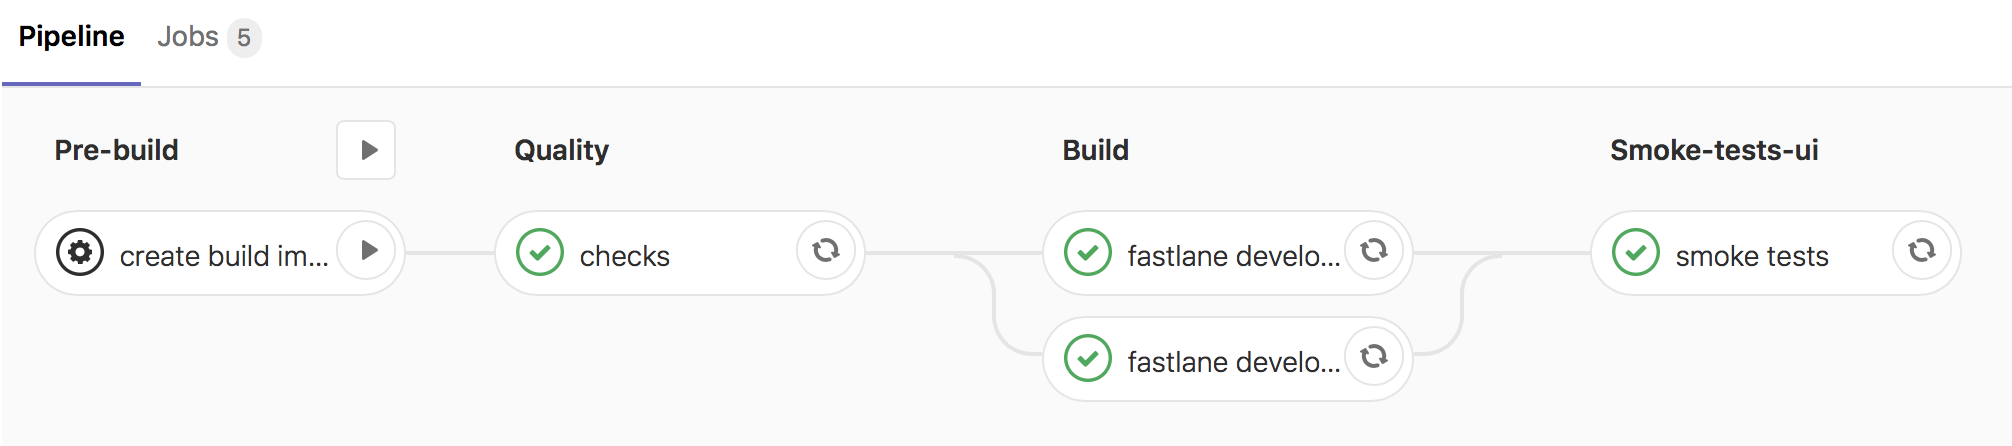 Pipeline Jobs 5
Pre-build Quality Build Smoke-tests-ui
create build im... checks fastlane develo... smoke tests
fastlane develo...